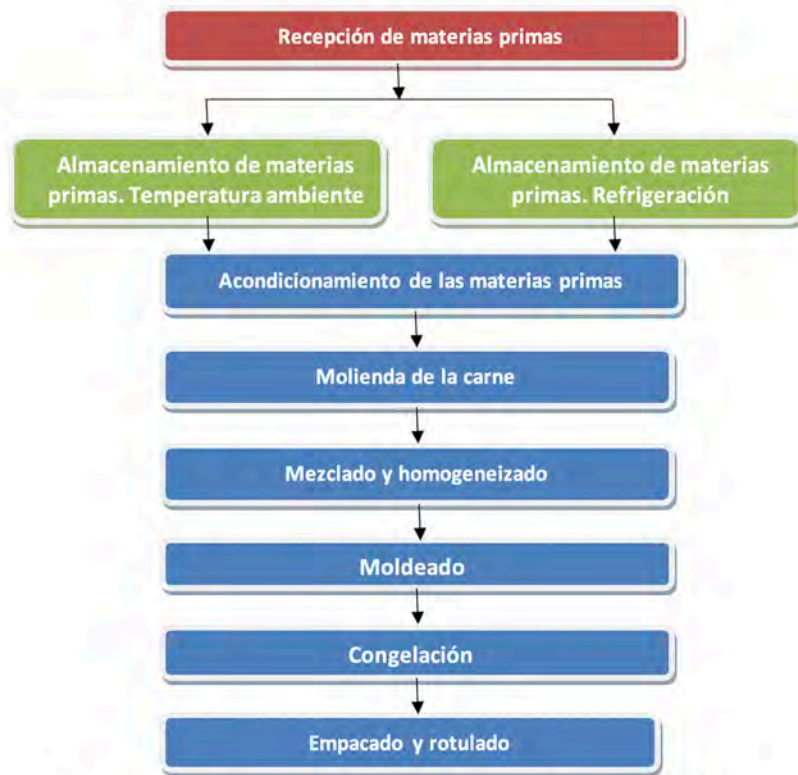 Recepción de materias primas
Almacenamiento de materias
primas. Temperatura ambiente
Almacenamiento de materias
primas. Refrigeración
Acondicionamiento de las materias primas
Molienda de la carne
Mezclado y homogeneizado
Moldeado
Congelación
Empacado y rotulado